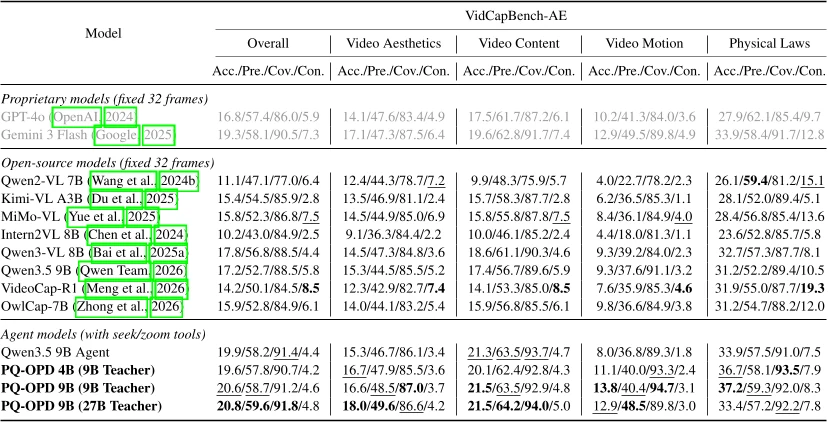 VidCapBench-AE
Model
Overall Video Aesthetics Video Content Video Motion Physical Laws
Acc./Pre./Cov./Con. Acc./Pre./Cov./Con. Acc./Pre./Cov./Con. Acc./Pre./Cov./Con. Acc./Pre./Cov./Con.
Proprietary models (fixed 32 frames)
GPT-4o (OpenAI, 2024) 16.8/57.4/86.0/5.9 14.1/47.6/83.4/4.9 17.5/61.7/87.2/6.1 10.2/41.3/84.0/3.6 27.9/62.1/85.4/9.7
Gemini 3 Flash (Google, 2025) 19.3/58.1/90.5/7.3 17.1/47.3/87.5/6.4 19.6/62.8/91.7/7.4 12.9/49.5/89.8/4.9 33.9/58.4/91.7/12.8
Open-source models (fixed 32 frames)
Qwen2-VL 7B (Wang et al., 2024b) 11.1/47.1/77.0/6.4 12.4/44.3/78.7/7.2 9.9/48.3/75.9/5.7 4.0/22.7/78.2/2.3 26.1/59.4/81.2/15.1
Kimi-VL A3B (Du et al., 2025) 15.4/54.5/85.9/2.8 13.5/46.9/81.1/2.4 15.7/58.3/87.7/2.8 6.2/36.5/85.3/1.1 28.1/52.0/89.4/5.1
MiMo-VL (Yue et al., 2025) 15.8/52.3/86.8/7.5 14.5/44.9/85.0/6.9 15.8/55.8/87.8/7.5 8.4/36.1/84.9/4.0 28.4/56.8/85.4/13.6
Intern2VL 8B (Chen et al., 2024) 10.2/43.0/84.9/2.5 9.1/36.3/84.4/2.2 10.0/46.1/85.2/2.4 4.4/18.0/81.3/1.1 23.6/52.8/85.7/5.8
Qwen3-VL 8B (Bai et al., 2025a) 17.8/56.8/88.5/4.4 14.5/47.3/84.8/3.6 18.6/61.1/90.3/4.6 9.3/39.2/84.0/2.3 32.7/57.3/87.7/8.1
Qwen3.5 9B (Qwen Team, 2026) 17.2/52.7/88.5/5.8 15.3/44.5/85.5/5.2 17.4/56.7/89.6/5.9 9.3/37.6/91.1/3.2 31.2/52.2/89.4/10.5
VideoCap-R1 (Meng et al., 2026) 14.2/50.1/84.5/8.5 12.3/42.9/82.7/7.4 14.1/53.3/85.0/8.5 7.6/35.9/85.3/4.6 31.9/55.0/87.7/19.3
OwlCap-7B (Zhong et al., 2026) 15.9/52.8/84.9/6.1 14.0/44.1/83.2/5.4 15.9/56.8/85.5/6.1 9.8/36.6/84.9/3.8 31.2/54.7/88.2/12.0
Agent models (with seek/zoom tools)
Qwen3.5 9B Agent 19.9/58.2/91.4/4.4 15.3/46.7/86.1/3.4 21.3/63.5/93.7/4.7 8.0/36.8/89.3/1.8 33.9/57.5/91.0/7.5
PQ-OPD 4B (9B Teacher) 19.6/57.8/90.7/4.2 16.7/47.9/85.5/3.6 20.1/62.4/92.8/4.3 11.1/40.0/93.3/2.4 36.7/58.1/93.5/7.9
PQ-OPD 9B (9B Teacher) 20.6/58.7/91.2/4.6 16.6/48.5/87.0/3.7 21.5/63.5/92.9/4.8 13.8/40.4/94.7/3.1 37.2/59.3/92.0/8.3
PQ-OPD 9B (27B Teacher) 20.8/59.6/91.8/4.8 18.0/49.6/86.6/4.2 21.5/64.2/94.0/5.0 12.9/48.5/89.8/3.0 33.4/57.2/92.2/7.8